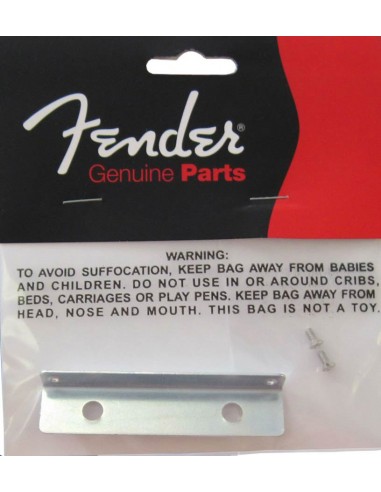 Fender®
Genuine Parts
WARNING:
TO AVOID SUFFOCATION, KEEP BAG AWAY FROM BABIES
AND CHILDREN. DO NOT USE IN OR AROUND CRIBS,
BEDS, CARRIAGES OR PLAY PENS. KEEP BAG AWAY FROM
HEAD, NOSE AND MOUTH. THIS BAG IS NOT A TOY.